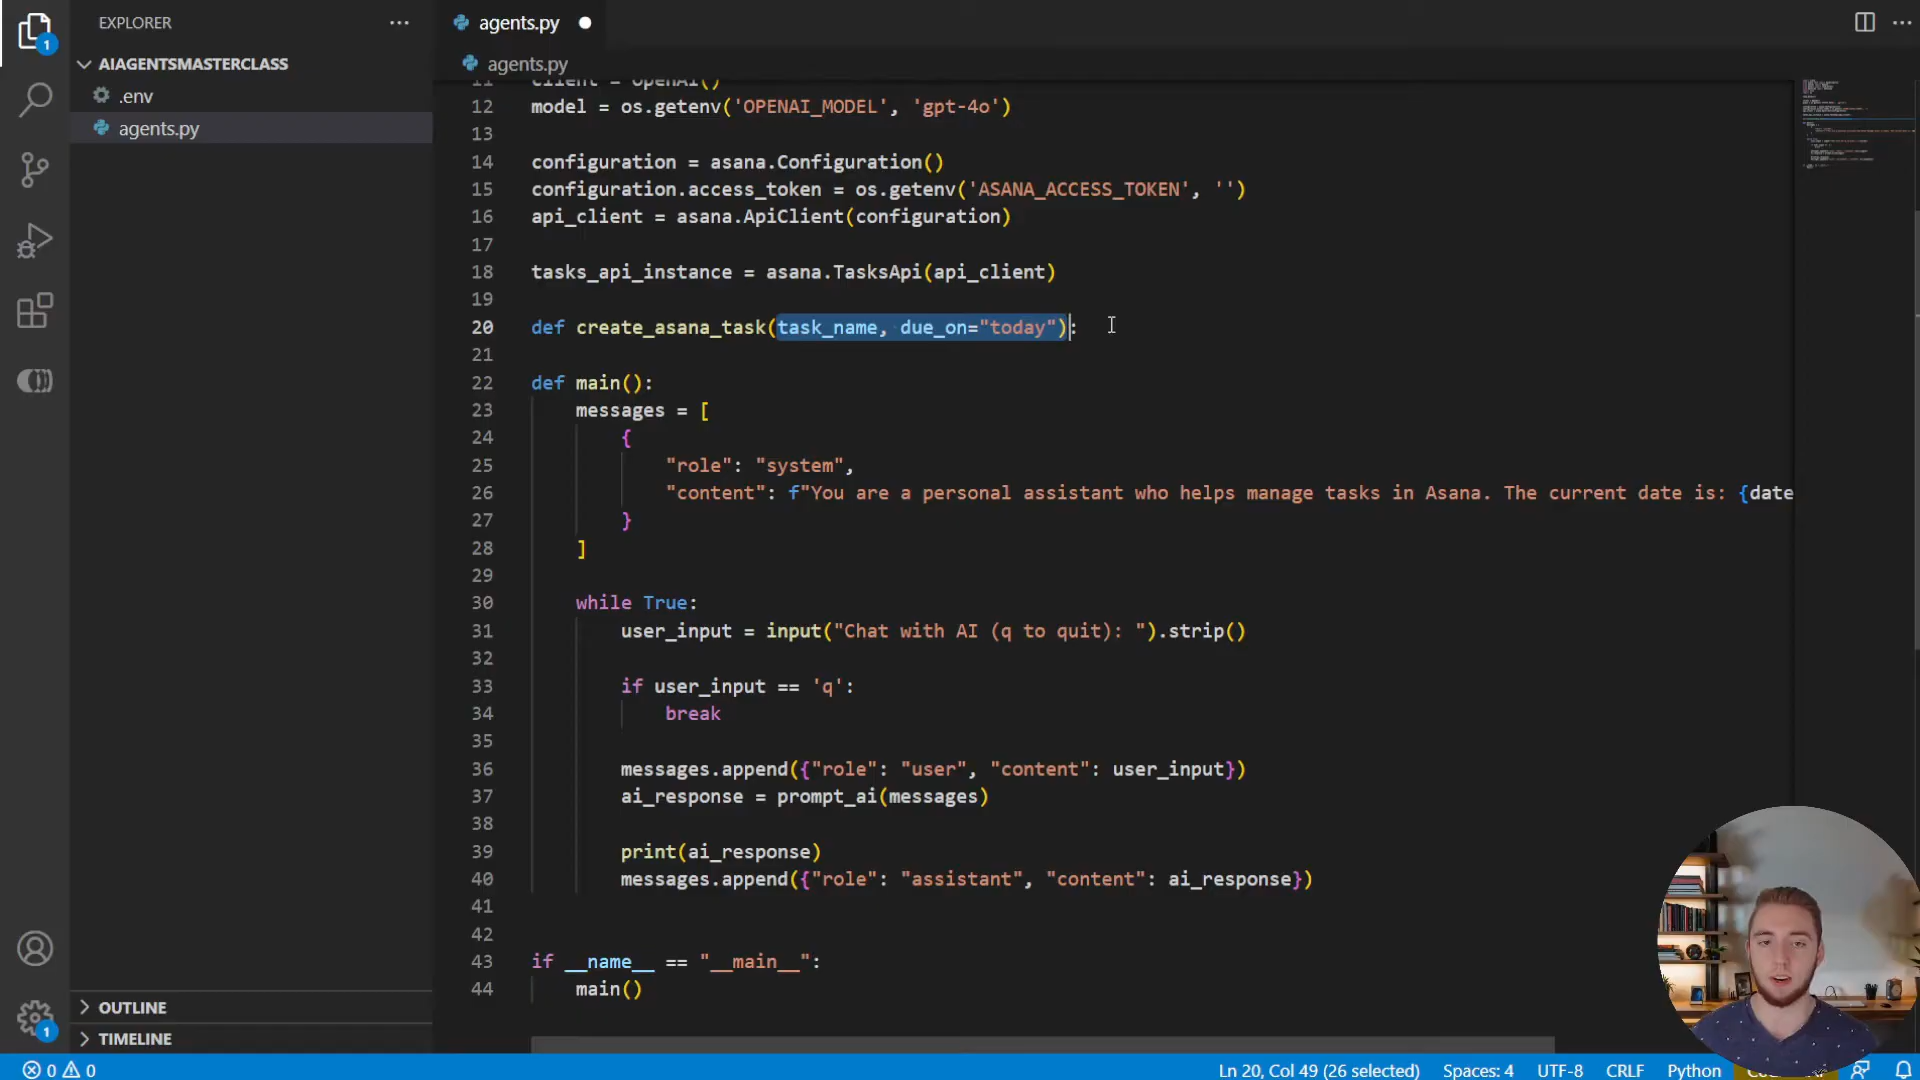 EXPLORER
agents.py
AIAGENTSMASTERCLASS
.env
agents.py
agents.py
11 client = OpenAI()
12 model = os.getenv('OPENAI_MODEL', 'gpt-4o')
13
14 configuration = asana.Configuration()
15 configuration.access_token = os.getenv('ASANA_ACCESS_TOKEN', '')
16 api_client = asana.ApiClient(configuration)
17
18 tasks_api_instance = asana.TasksApi(api_client)
19
20 def create_asana_task(task_name, due_on="today"):
21
22 def main():
23 messages = [
24 {
25 "role": "system",
26 "content": f"You are a personal assistant who helps manage tasks in Asana. The current date is: {date
27 }
28 ]
29
30 while True:
31 user_input = input("Chat with AI (q to quit): ").strip()
32
33 if user_input == 'q':
34 break
35
36 messages.append({"role": "user", "content": user_input})
37 ai_response = prompt_ai(messages)
38
39 print(ai_response)
40 messages.append({"role": "assistant", "content": ai_response})
41
42
43 if __name__ == "__main__":
44 main()
1
1
OUTLINE
TIMELINE
0 0
Ln 20, Col 49 (26 selected) Spaces: 4 UTF-8 CRLF Python